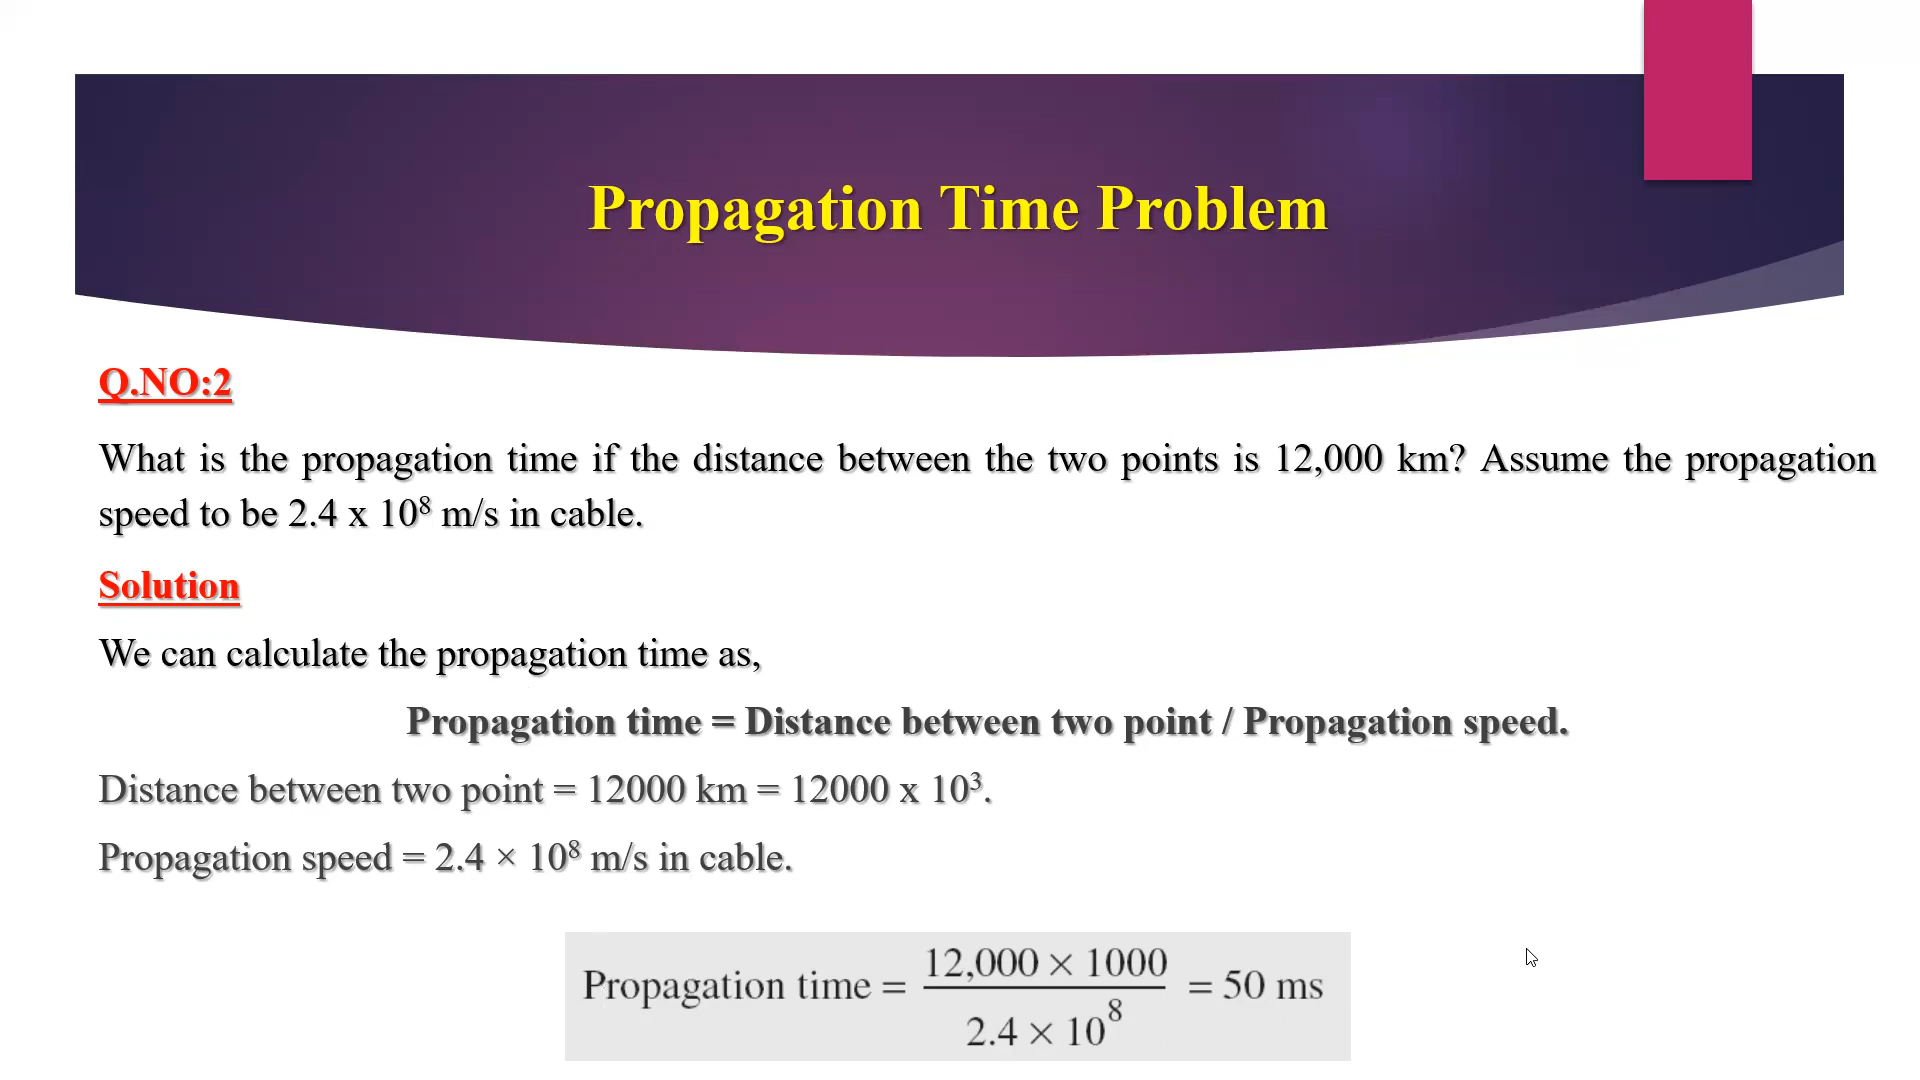 Propagation Time Problem
Q.NO:2
What is the propagation time if the distance between the two points is 12,000 km? Assume the propagation
speed to be 2.4 x 10⁸ m/s in cable.
Solution
We can calculate the propagation time as,
Propagation time = Distance between two point / Propagation speed.
Distance between two point = 12000 km = 12000 x 10³.
Propagation speed = 2.4 × 10⁸ m/s in cable.
12,000 × 1000
Propagation time = = 50 ms
2.4 × 10⁸